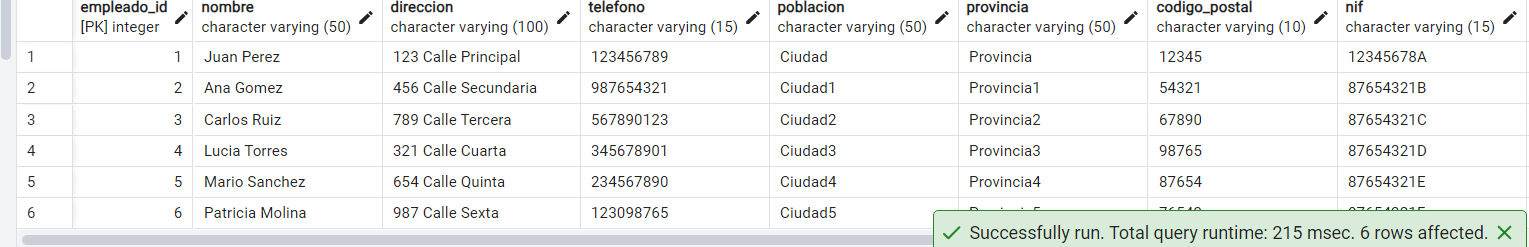 empleado_id nombre direccion telefono poblacion provincia codigo_postal nif
[PK] integer character varying (50) character varying (100) character varying (15) character varying (50) character varying (50) character varying (10) character varying (15)
1 1 Juan Perez 123 Calle Principal 123456789 Ciudad Provincia 12345 12345678A
2 2 Ana Gomez 456 Calle Secundaria 987654321 Ciudad1 Provincia1 54321 87654321B
3 3 Carlos Ruiz 789 Calle Tercera 567890123 Ciudad2 Provincia2 67890 87654321C
4 4 Lucia Torres 321 Calle Cuarta 345678901 Ciudad3 Provincia3 98765 87654321D
5 5 Mario Sanchez 654 Calle Quinta 234567890 Ciudad4 Provincia4 87654 87654321E
6 6 Patricia Molina 987 Calle Sexta 123098765 Ciudad5
Successfully run. Total query runtime: 215 msec. 6 rows affected.